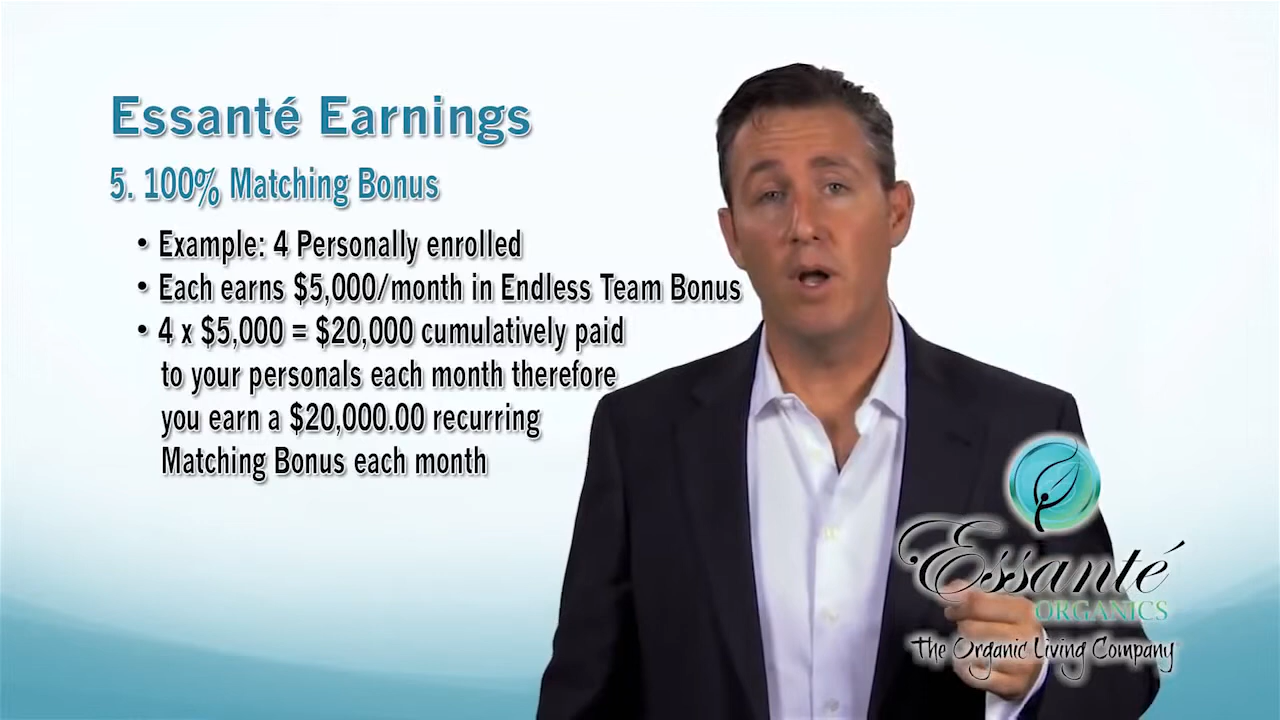 Essanté Earnings
5. 100% Matching Bonus
• Example: 4 Personally enrolled
• Each earns $5,000/month in Endless Team Bonus
• 4 x $5,000 = $20,000 cumulatively paid
to your personals each month therefore
you earn a $20,000.00 recurring
Matching Bonus each month
Essanté
ORGANICS
The Organic Living Company